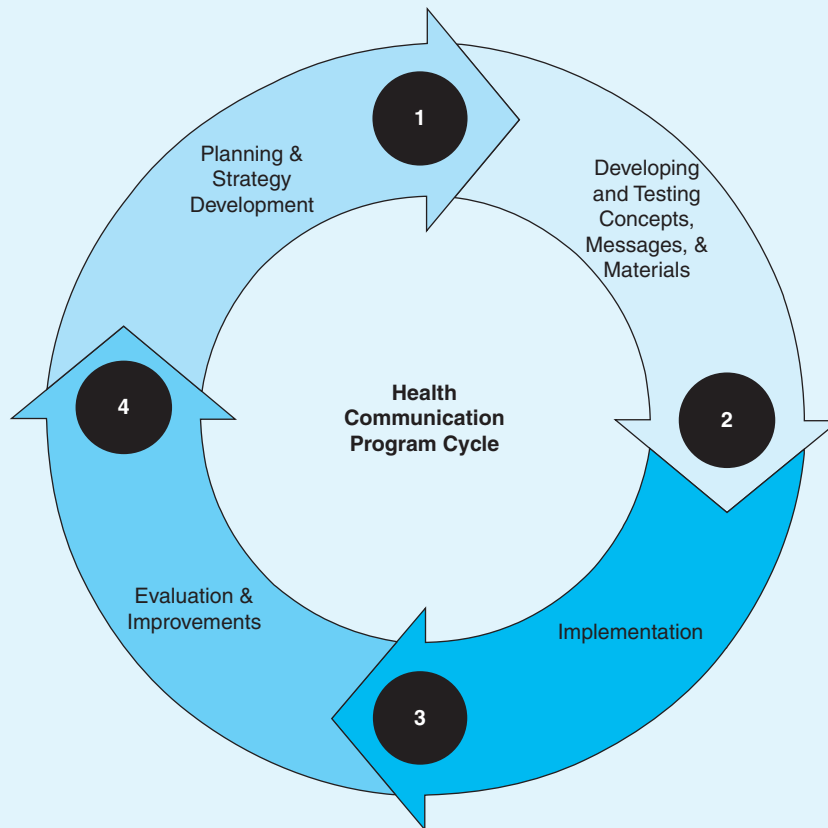 1
Planning &
Strategy
Development
Developing
and Testing
Concepts,
Messages, &
Materials
2
Implementation
3
Evaluation &
Improvements
4
Health
Communication
Program Cycle